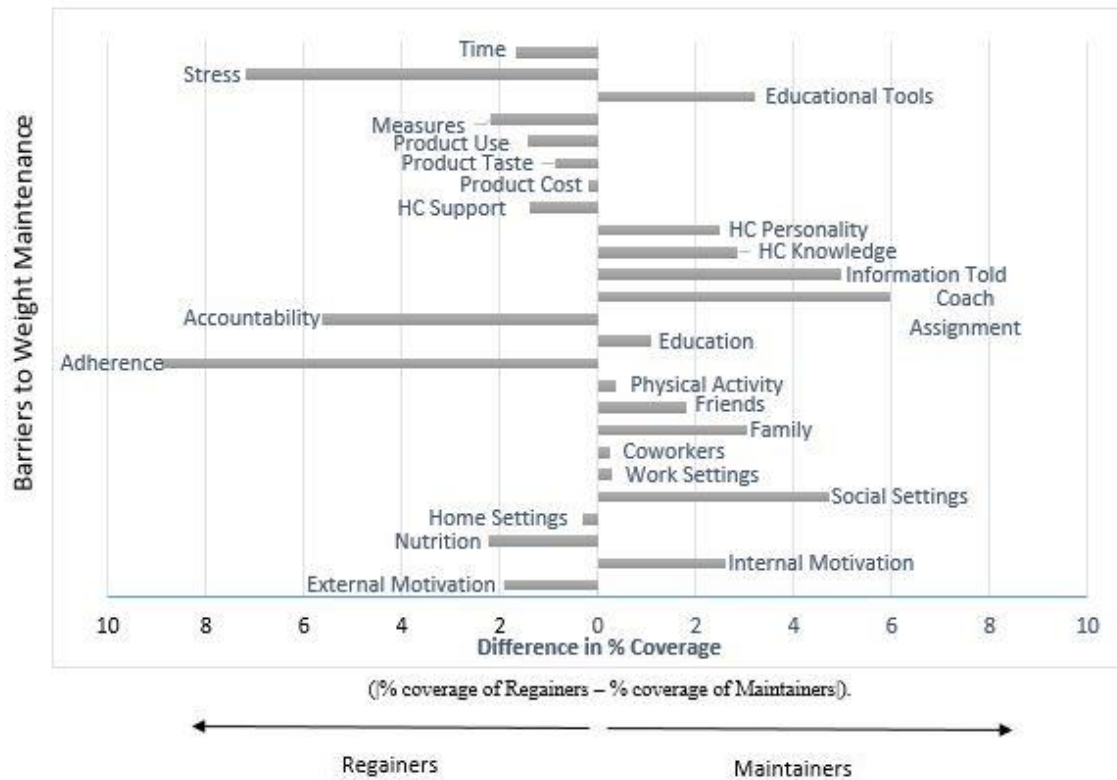 Barriers to Weight Maintenance
Time
Stress
Educational Tools
Measures
Product Use
Product Taste
Product Cost
HC Support
HC Personality
HC Knowledge
Information Told
Coach
Assignment
Accountability
Education
Adherence
Physical Activity
Friends
Family
Coworkers
Work Settings
Social Settings
Home Settings
Nutrition
Internal Motivation
External Motivation
10 8 6 4 2 0 2 4 6 8 10
Difference in % Coverage
(|% coverage of Regainers – % coverage of Maintainers|).
Regainers Maintainers